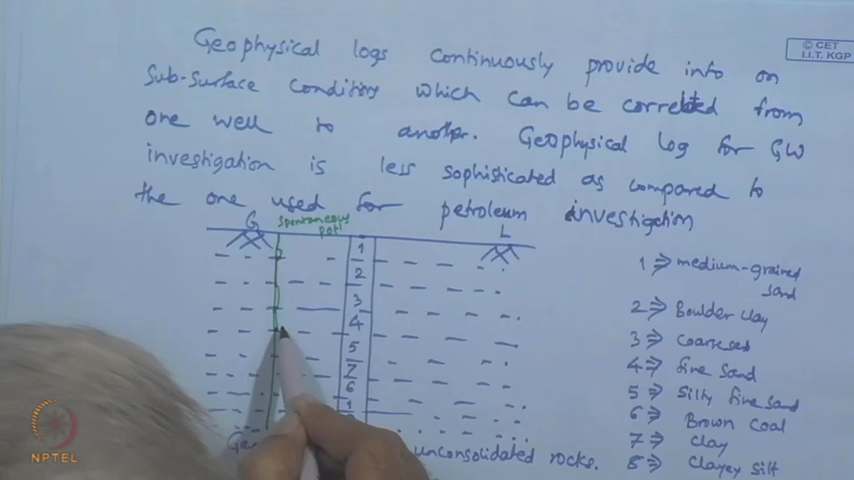 © CET
I.I.T. KGP
Geophysical logs continuously provide info on
Sub-surface conditions which can be correlated from
one well to another. Geophysical log for GW
investigation is less sophisticated as compared to
the one used for petroleum investigation
G spontaneous L
pot
1
2
3
4
5
7
6
1
1 ⇒ medium-grained
sand
2 ⇒ Boulder clay
3 ⇒ coarse sed
4 ⇒ fine sand
5 ⇒ Silty fine sand
6 ⇒ Brown coal
7 ⇒ clay
8 ⇒ Clayey silt
unconsolidated rocks.
NPTEL